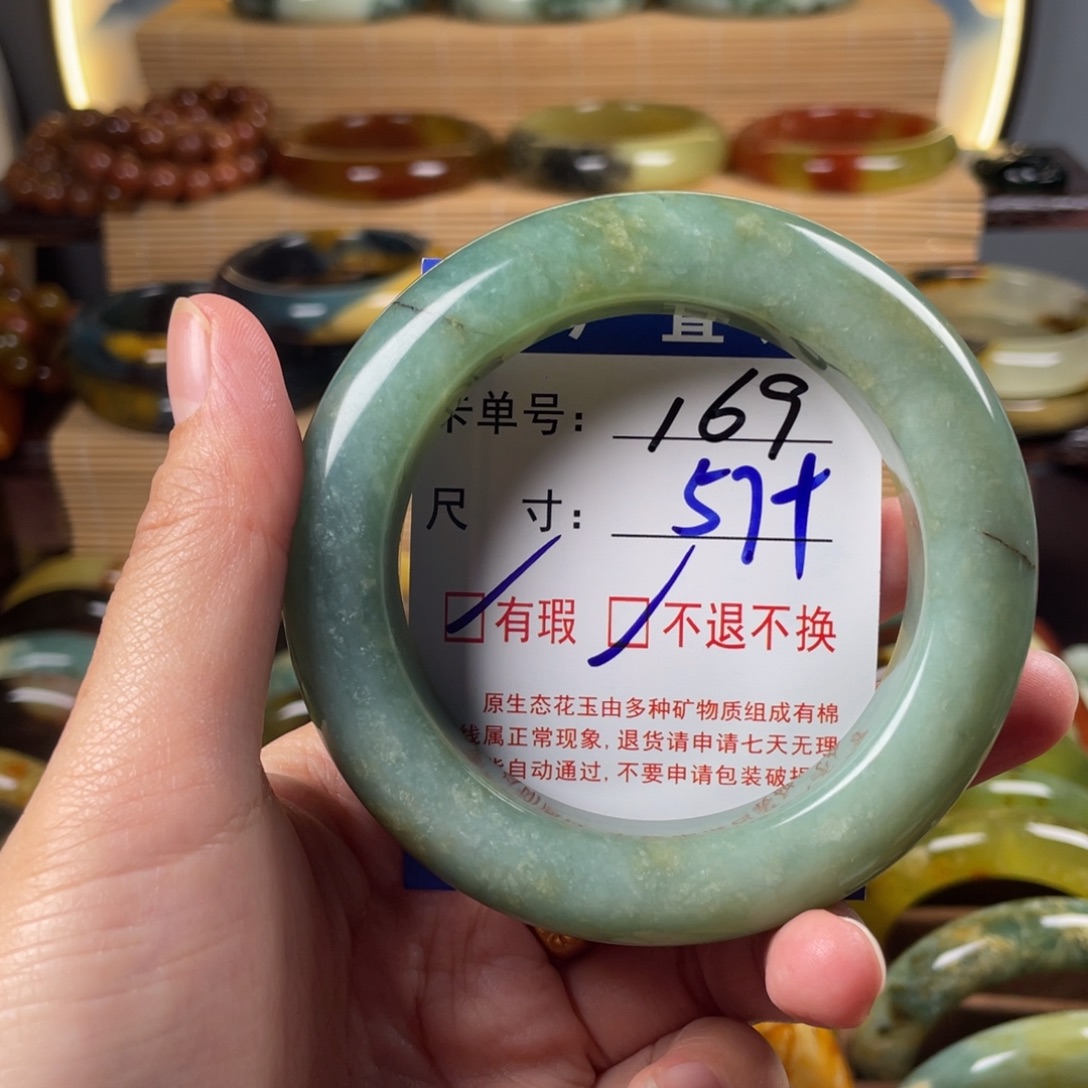 直
单号: 169
尺 寸: 57+
有瑕 不退不换
原生态花玉由多种矿物质组成有棉
线属正常现象, 退货请申请七天无理
自动通过, 不要申请包装破损